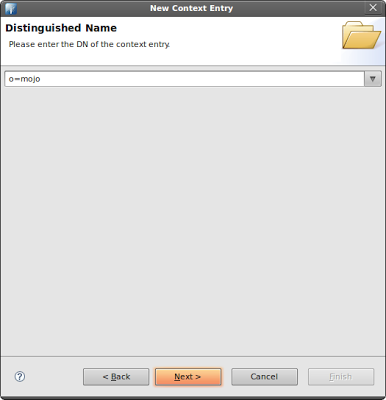 New Context Entry
Distinguished Name
Please enter the DN of the context entry.
o=mojo
?
< Back
Next >
Cancel
Finish